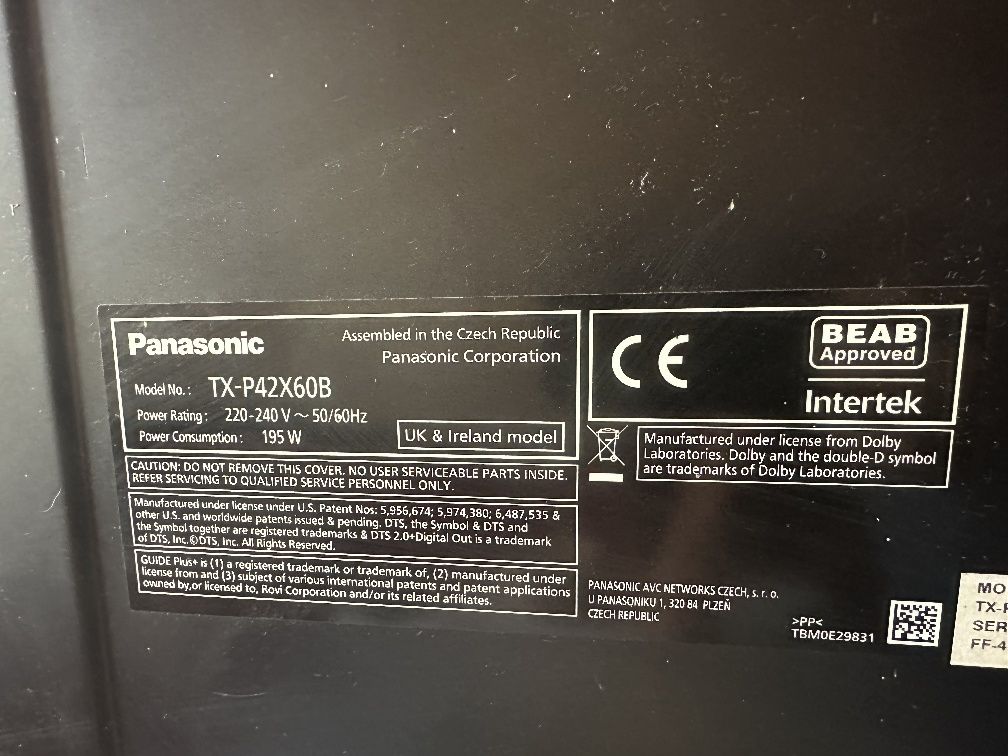 Panasonic
Assembled in the Czech Republic
Panasonic Corporation
Model No.: TX-P42X60B
Power Rating: 220-240 V ~ 50/60Hz
Power Consumption: 195 W
UK & Ireland model
CE
BEAB
Approved
Intertek
CAUTION: DO NOT REMOVE THIS COVER. NO USER SERVICEABLE PARTS INSIDE.
REFER SERVICING TO QUALIFIED SERVICE PERSONNEL ONLY.
Manufactured under license from Dolby
Laboratories. Dolby and the double-D symbol
are trademarks of Dolby Laboratories.
Manufactured under license under U.S. Patent Nos: 5,956,674; 5,974,380; 6,487,535 &
other U.S. and worldwide patents issued & pending. DTS, the Symbol & DTS and
the Symbol together are registered trademarks & DTS 2.0+Digital Out is a trademark
of DTS, Inc.©DTS, Inc. All Rights Reserved.
GUIDE Plus+ is (1) a registered trademark or trademark of, (2) manufactured under
license from and (3) subject of various international patents and patent applications
owned by,or licensed to, Rovi Corporation and/or its related affiliates.
PANASONIC AVC NETWORKS CZECH, s. r. o.
U PANASONIKU 1, 320 84 PLZEŇ
CZECH REPUBLIC
>PP<
TBM0E29831
MO
TX-P
SER
FF-4